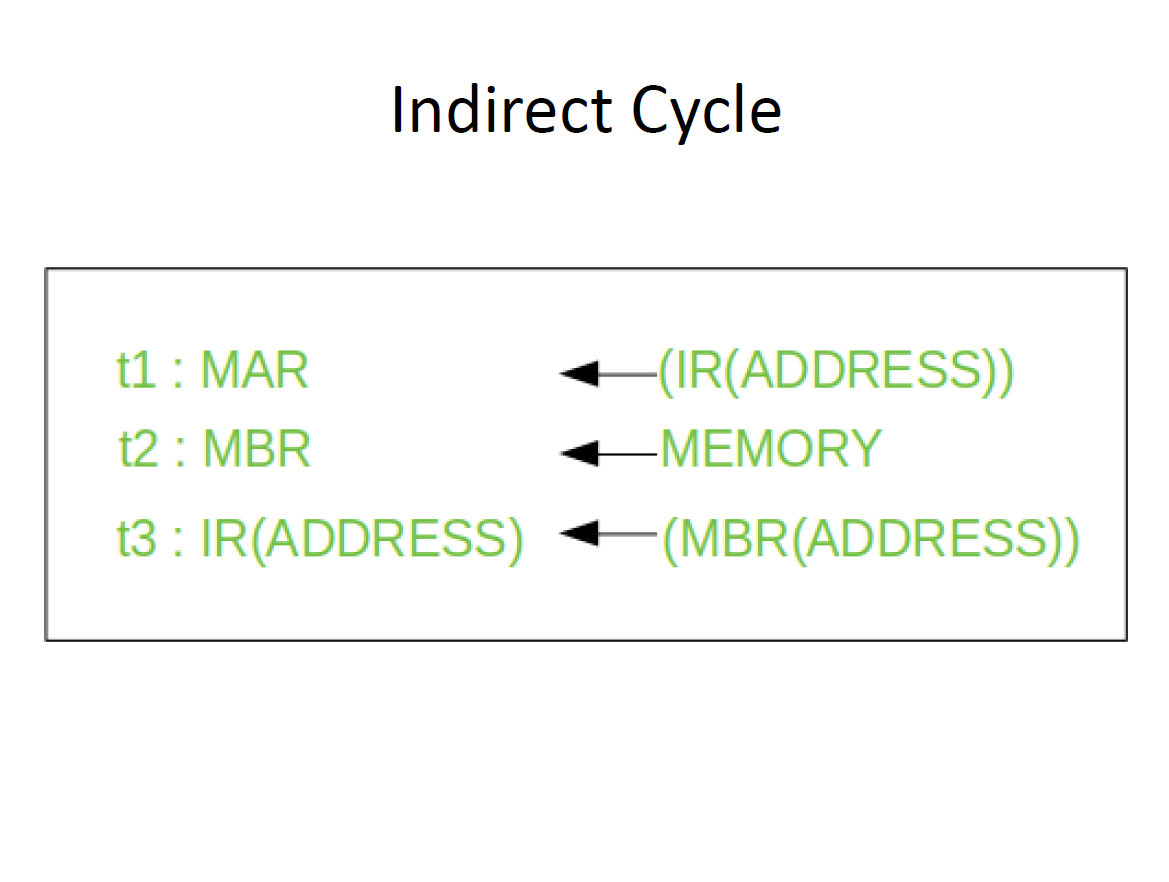 Indirect Cycle
t1 : MAR (IR(ADDRESS))
t2 : MBR MEMORY
t3 : IR(ADDRESS) (MBR(ADDRESS))